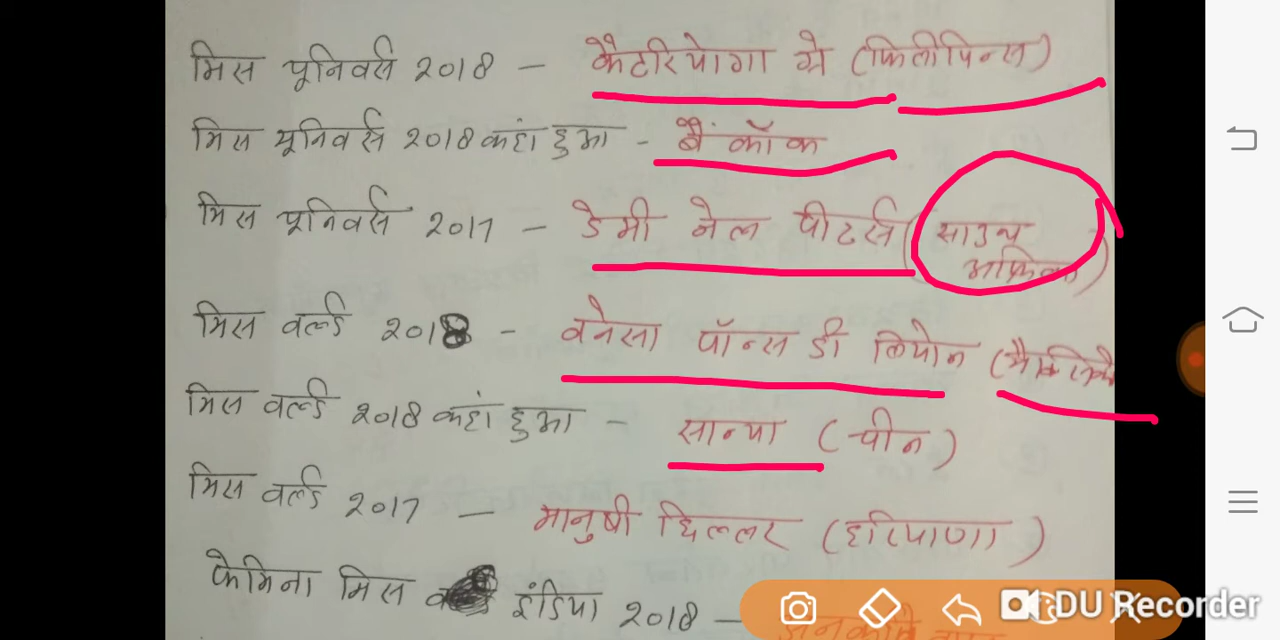 मिस यूनिवर्स 2018 - कैटरियोना ग्रे (फिलीपिन्स)
मिस यूनिवर्स 2018 कहां हुआ - बैंकॉक
मिस यूनिवर्स 2017 - डेमी नेल पीटर्स (साउथ अफ्रिका)
मिस वर्ल्ड 2018 - वनेसा पॉन्स डी लियोन (मैक्सिको
मिस वर्ल्ड 2018 कहां हुआ - सान्या (चीन)
मिस वर्ल्ड 2017 - मानुषी छिल्लर (हरियाणा)
फेमिना मिस इंडिया 2018 -
DU Recorder